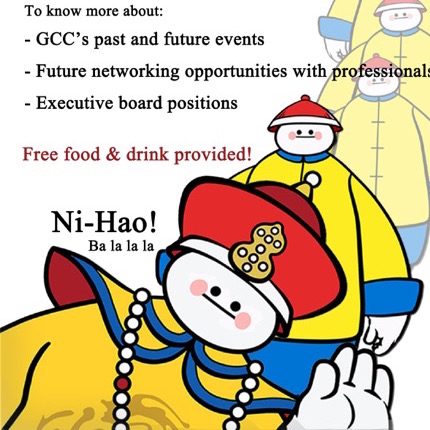 To know more about:
- GCC’s past and future events
- Future networking opportunities with professionals
- Executive board positions
Free food & drink provided!
Ni-Hao!
Ba la la la